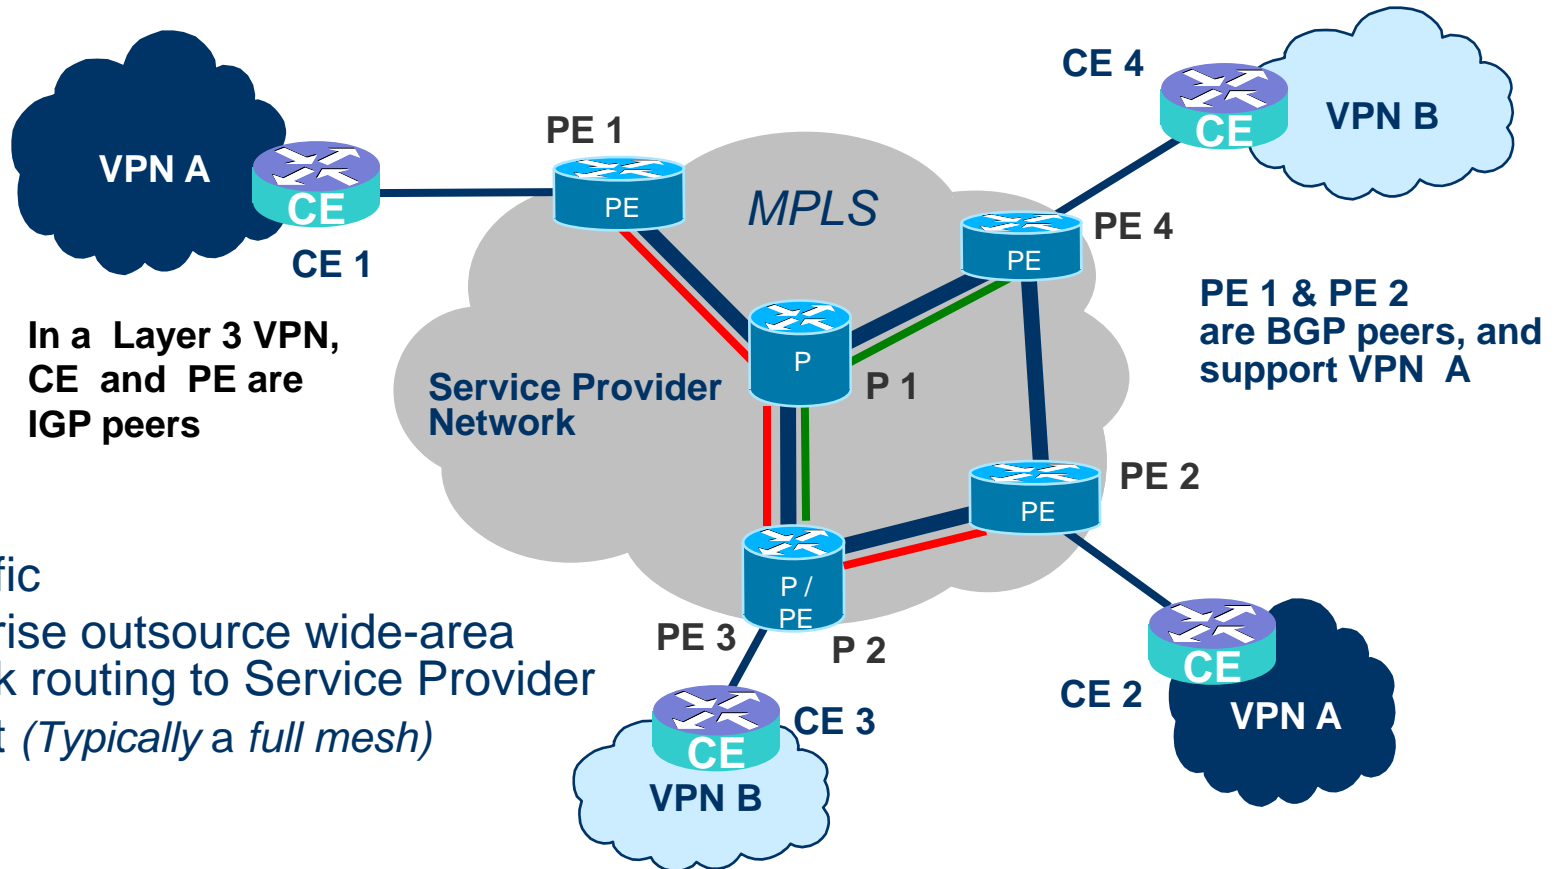 CE 4
VPN B
CE
PE 1
VPN A
CE
PE
MPLS
PE 4
PE
CE 1
PE 1 & PE 2
are BGP peers, and
support VPN A
In a Layer 3 VPN,
CE and PE are
IGP peers
P
P 1
Service Provider
Network
PE 2
PE
P /
PE
PE 3
P 2
rise outsource wide-area
routing to Service Provider
(Typically a full mesh)
CE 3
CE
VPN B
CE 2
CE
VPN A